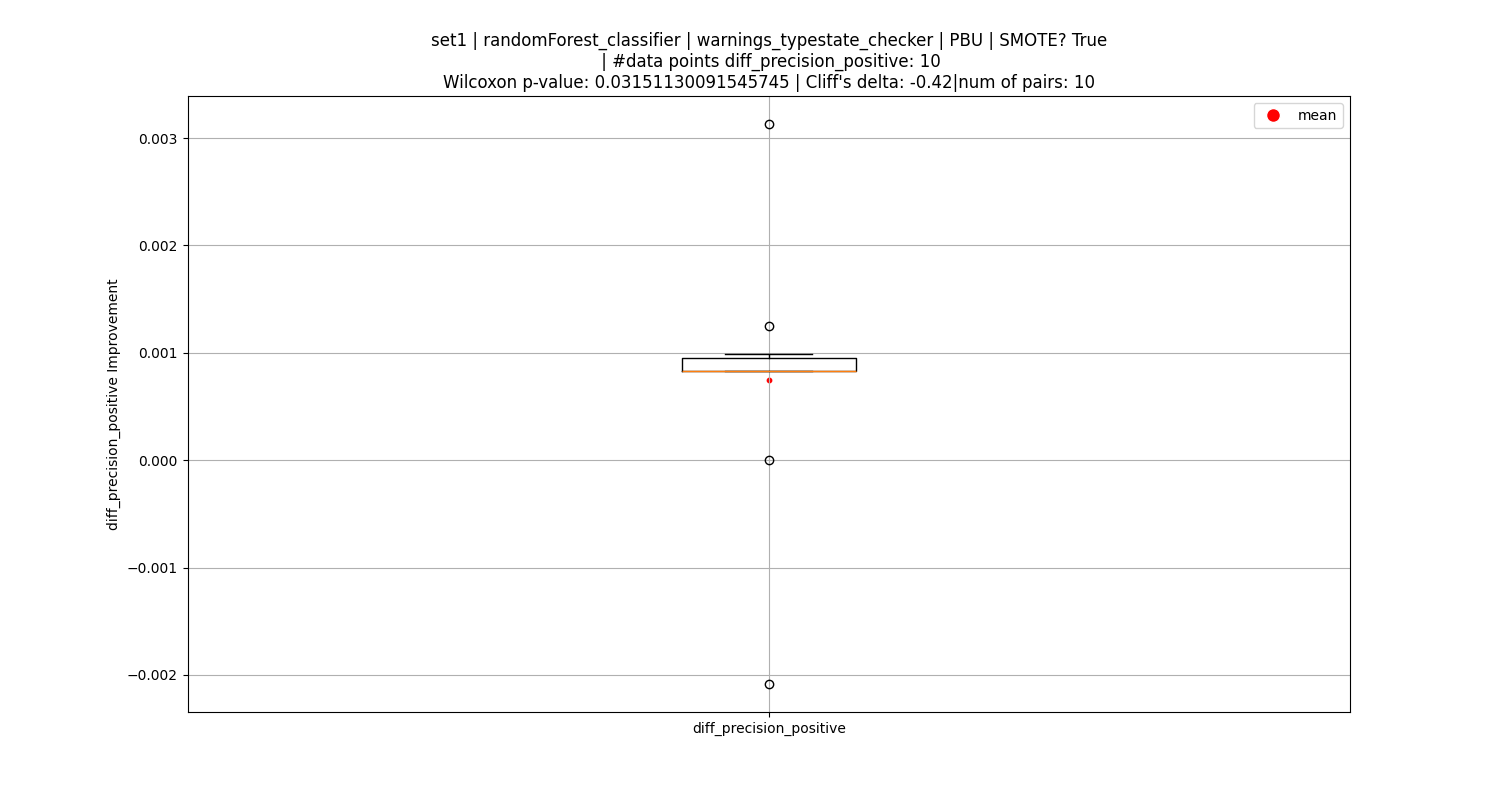 set1 | randomForest_classifier | warnings_typestate_checker | PBU | SMOTE? True
| #data points diff_precision_positive: 10
Wilcoxon p-value: 0.03151130091545745 | Cliff's delta: -0.42|num of pairs: 10
mean
0.003
0.002
0.001
0.000
−0.001
−0.002
diff_precision_positive Improvement
diff_precision_positive